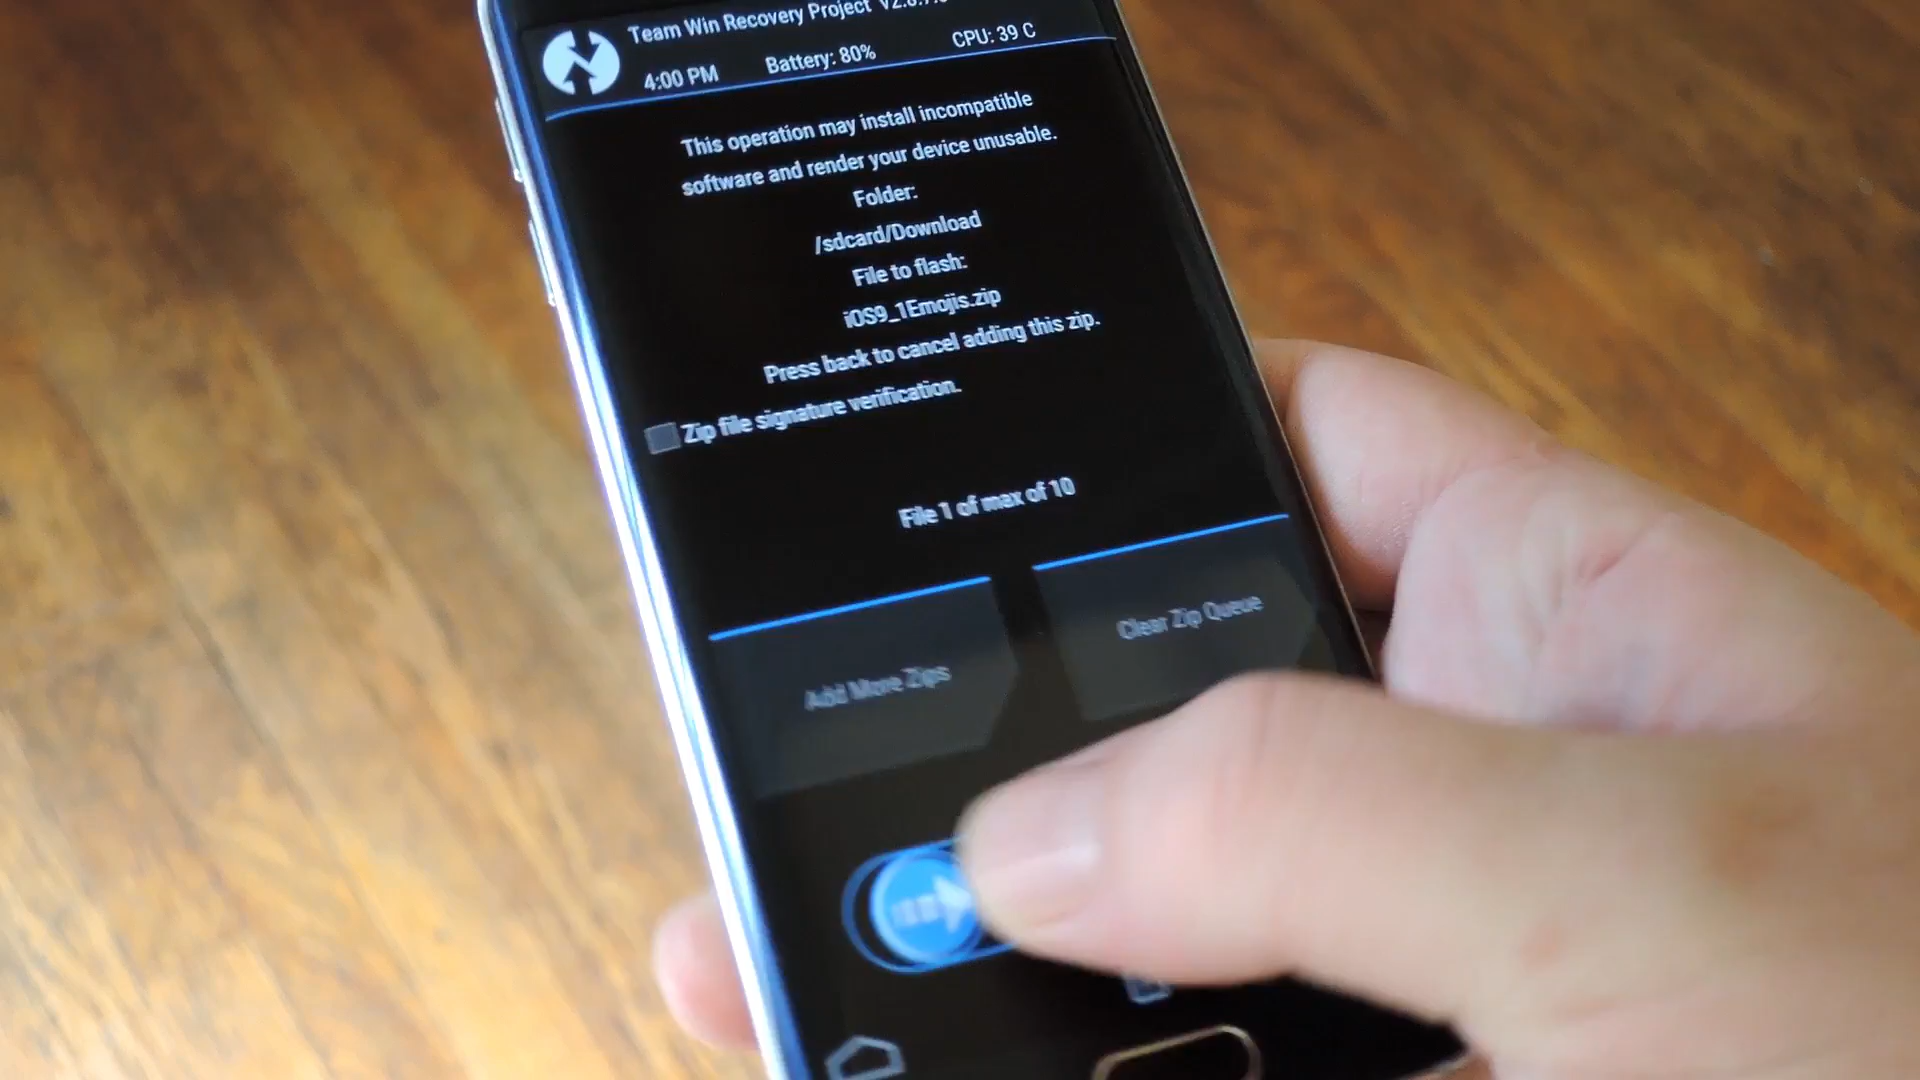 Team Win Recovery Project
4:00 PM Battery: 80% CPU: 39 C
This operation may install incompatible
software and render your device unusable.
Folder:
/sdcard/Download
File to flash:
iOS9_1Emojis.zip
Press back to cancel adding this zip.
Zip file signature verification.
File 1 of max of 10
Add More Zips
Clear Zip Queue